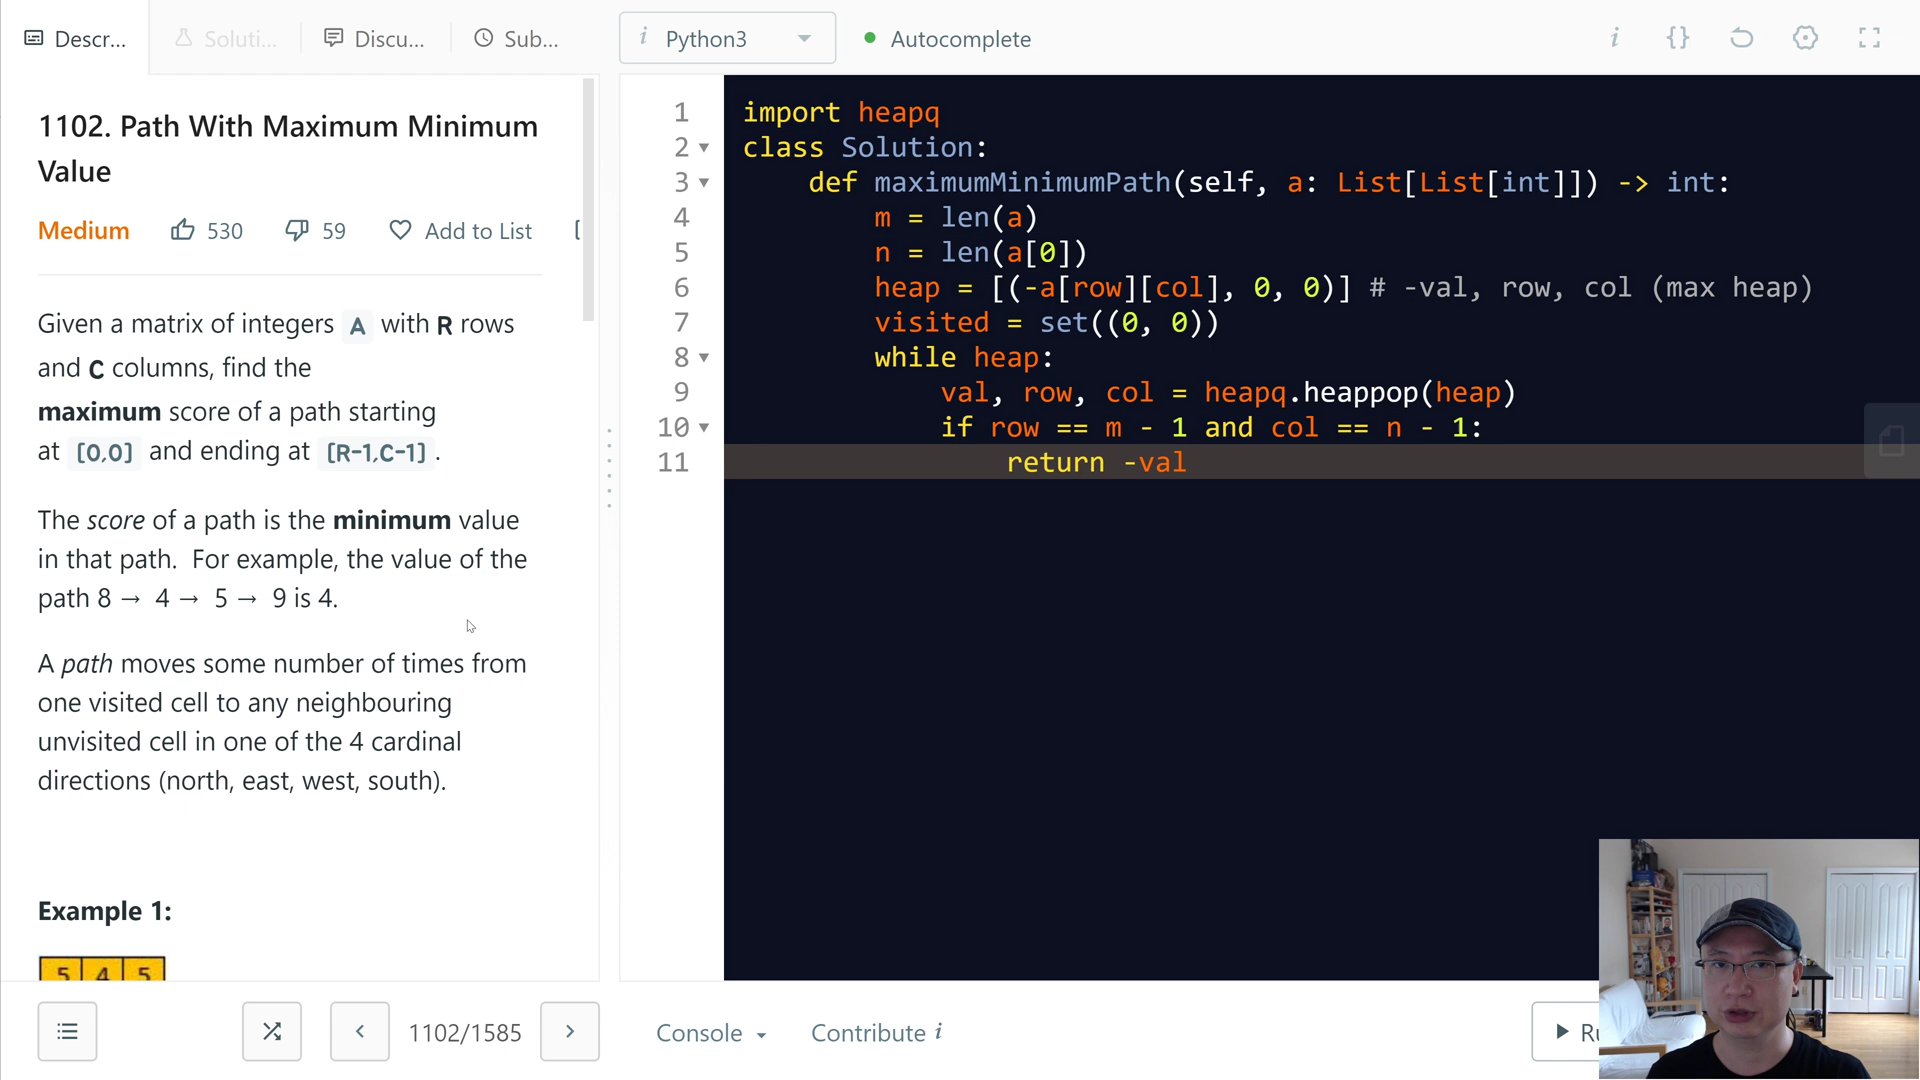 Descr...
Soluti...
Discu...
Sub...
i Python3
Autocomplete
i {}
1102. Path With Maximum Minimum
Value
Medium 530 59 Add to List
Given a matrix of integers A with R rows
and C columns, find the
maximum score of a path starting
at [0,0] and ending at [R-1,C-1] .
The score of a path is the minimum value
in that path.  For example, the value of the
path 8 → 4 → 5 → 9 is 4.
A path moves some number of times from
one visited cell to any neighbouring
unvisited cell in one of the 4 cardinal
directions (north, east, west, south).
Example 1:
5 4 5
1102/1585
1 import heapq
2 class Solution:
3 def maximumMinimumPath(self, a: List[List[int]]) -> int:
4 m = len(a)
5 n = len(a[0])
6 heap = [(-a[row][col], 0, 0)] # -val, row, col (max heap)
7 visited = set((0, 0))
8 while heap:
9 val, row, col = heapq.heappop(heap)
10 if row == m - 1 and col == n - 1:
11 return -val
Console
Contribute i